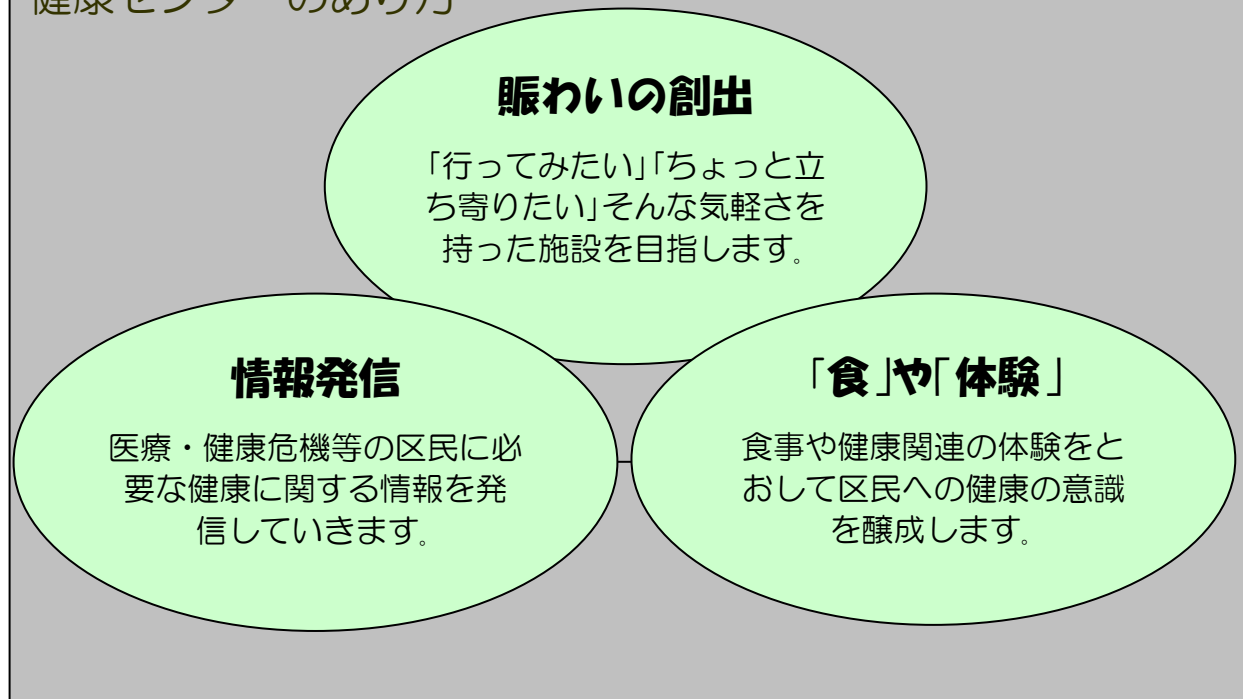 健康センターのあり方
賑わいの創出
「行ってみたい」「ちょっと立
ち寄りたい」そんな気軽さを
持った施設を目指します。
情報発信
医療・健康危機等の区民に必
要な健康に関する情報を発
信していきます。
「食」や「体験」
食事や健康関連の体験をと
おして区民への健康の意識
を醸成します。